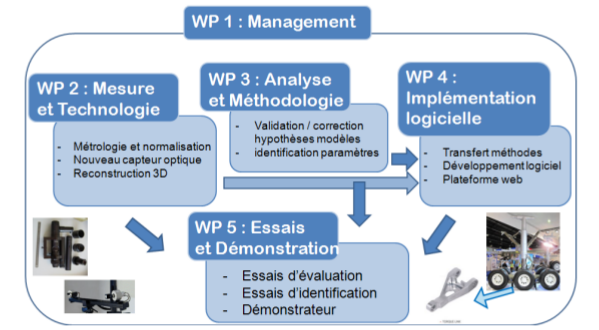 WP 1 : Management
WP 2 : Mesure
et Technologie
- Métrologie et normalisation
- Nouveau capteur optique
- Reconstruction 3D
WP 3 : Analyse
et Méthodologie
- Validation / correction
hypothèses modèles
- identification paramètres
WP 4 :
Implémentation
logicielle
- Transfert méthodes
- Développement logiciel
- Plateforme web
WP 5 : Essais
et Démonstration
- Essais d'évaluation
- Essais d'identification
- Démonstrateur